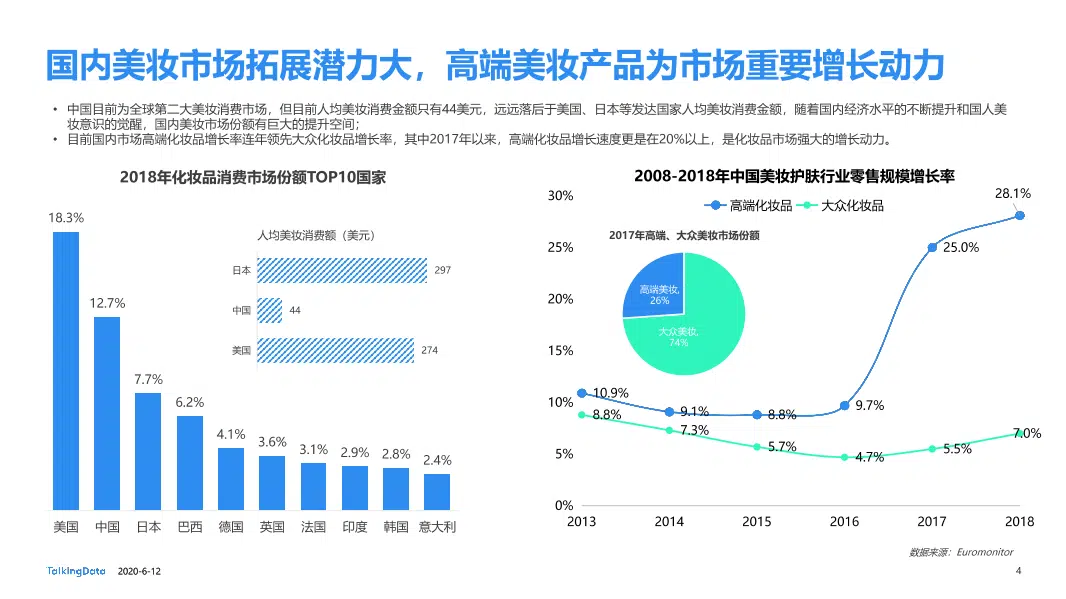 国内美妆市场拓展潜力大，高端美妆产品为市场重要增长动力
• 中国目前为全球第二大美妆消费市场，但目前人均美妆消费金额只有44美元，远远落后于美国、日本等发达国家人均美妆消费金额，随着国内经济水平的不断提升和国人美
妆意识的觉醒，国内美妆市场份额有巨大的提升空间；
• 目前国内市场高端化妆品增长率连年领先大众化妆品增长率，其中2017年以来，高端化妆品增长速度更是在20%以上，是化妆品市场强大的增长动力。
2018年化妆品消费市场份额TOP10国家
18.3%
12.7%
7.7%
6.2%
4.1%
3.6%
3.1%
2.9%
2.8%
2.4%
美国 中国 日本 巴西 德国 英国 法国 印度 韩国 意大利
人均美妆消费额（美元）
日本 297
中国 44
美国 274
2008-2018年中国美妆护肤行业零售规模增长率
高端化妆品 大众化妆品
30%
25%
20%
15%
10%
5%
0%
2017年高端、大众美妆市场份额
高端美妆,
26%
大众美妆,
74%
10.9%
9.1%
8.8%
9.7%
25.0%
28.1%
8.8%
7.3%
5.7%
4.7%
5.5%
7.0%
2013 2014 2015 2016 2017 2018
数据来源：Euromonitor
TalkingData 2020-6-12
4